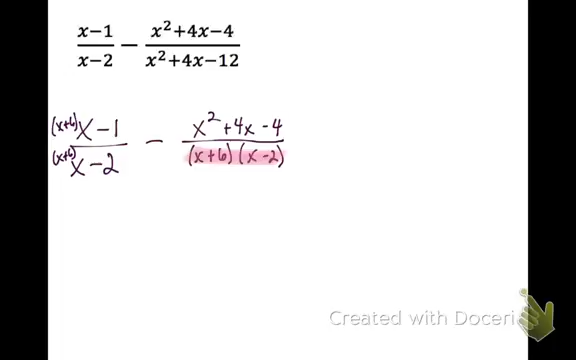 x−1/x−2 − x²+4x−4/x²+4x−12
(x+6)x−1/(x+6)x−2 − x²+4x−4/(x+6)(x−2)
Created with Doceri